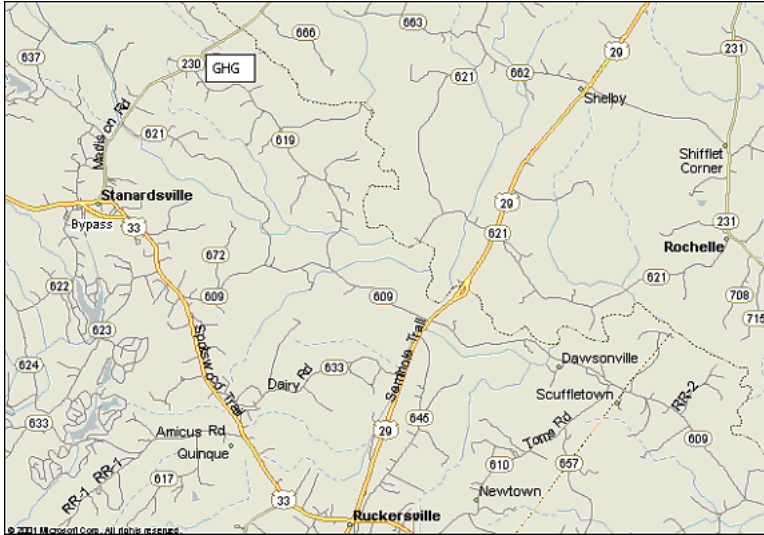 663
29
231
666
637
230
GHG
621
662
Shelby
Madison Rd
621
619
Shifflet
Corner
Stanardsville
29
Bypass
33
231
621
Rochelle
672
622
609
609
621
708
715
623
Spotswood Trail
Seminole Trail
Dawsonville
624
Dairy Rd
633
Scuffletown
RR-2
633
645
Amicus Rd
29
Toms Rd
609
Quinque
610
657
RR-1
RR-1
617
Newtown
33
Ruckersville
© 2001 Microsoft Corp. All rights reserved.